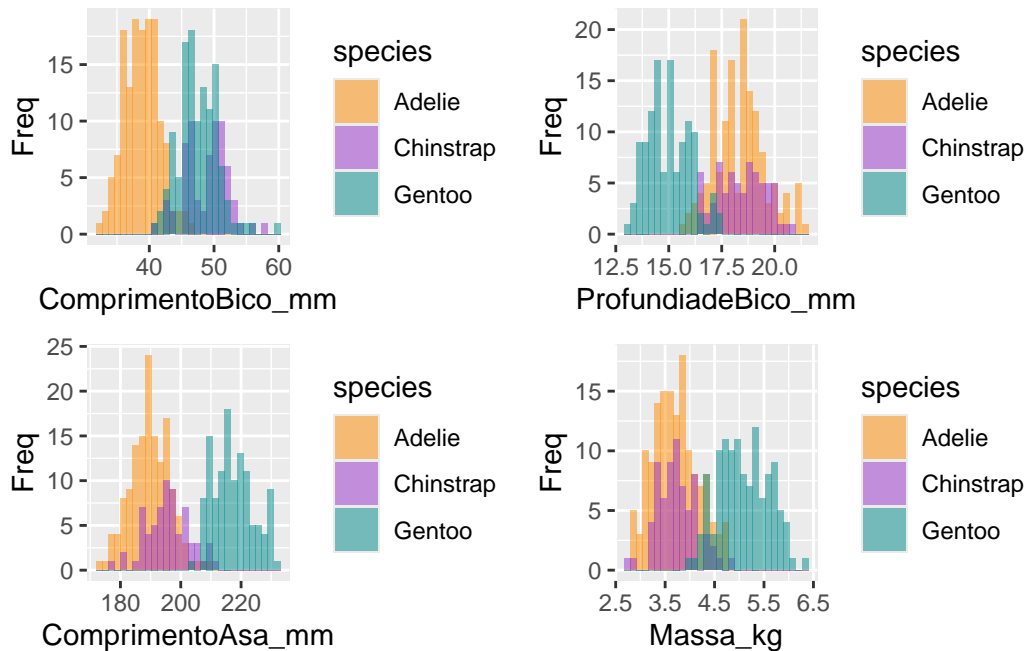 Freq
15
10
5
0
40
50
60
ComprimentoBico_mm
species
Adelie
Chinstrap
Gentoo
Freq
20
15
10
5
0
12.5
15.0
17.5
20.0
ProfundiadeBico_mm
species
Adelie
Chinstrap
Gentoo
Freq
25
20
15
10
5
0
180
200
220
ComprimentoAsa_mm
species
Adelie
Chinstrap
Gentoo
Freq
15
10
5
0
2.5
3.5
4.5
5.5
6.5
Massa_kg
species
Adelie
Chinstrap
Gentoo